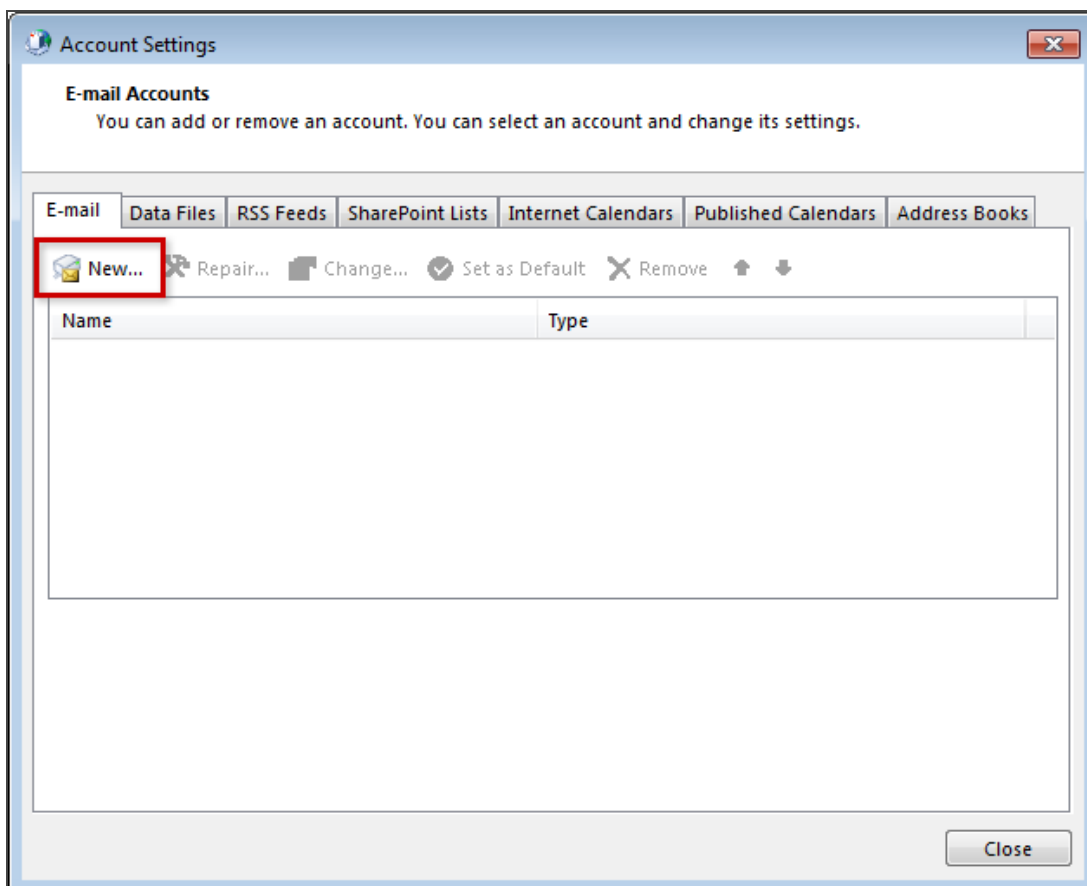 Account Settings
E-mail Accounts
You can add or remove an account. You can select an account and change its settings.
E-mail Data Files RSS Feeds SharePoint Lists Internet Calendars Published Calendars Address Books
New... Repair... Change... Set as Default Remove
Name Type
Close